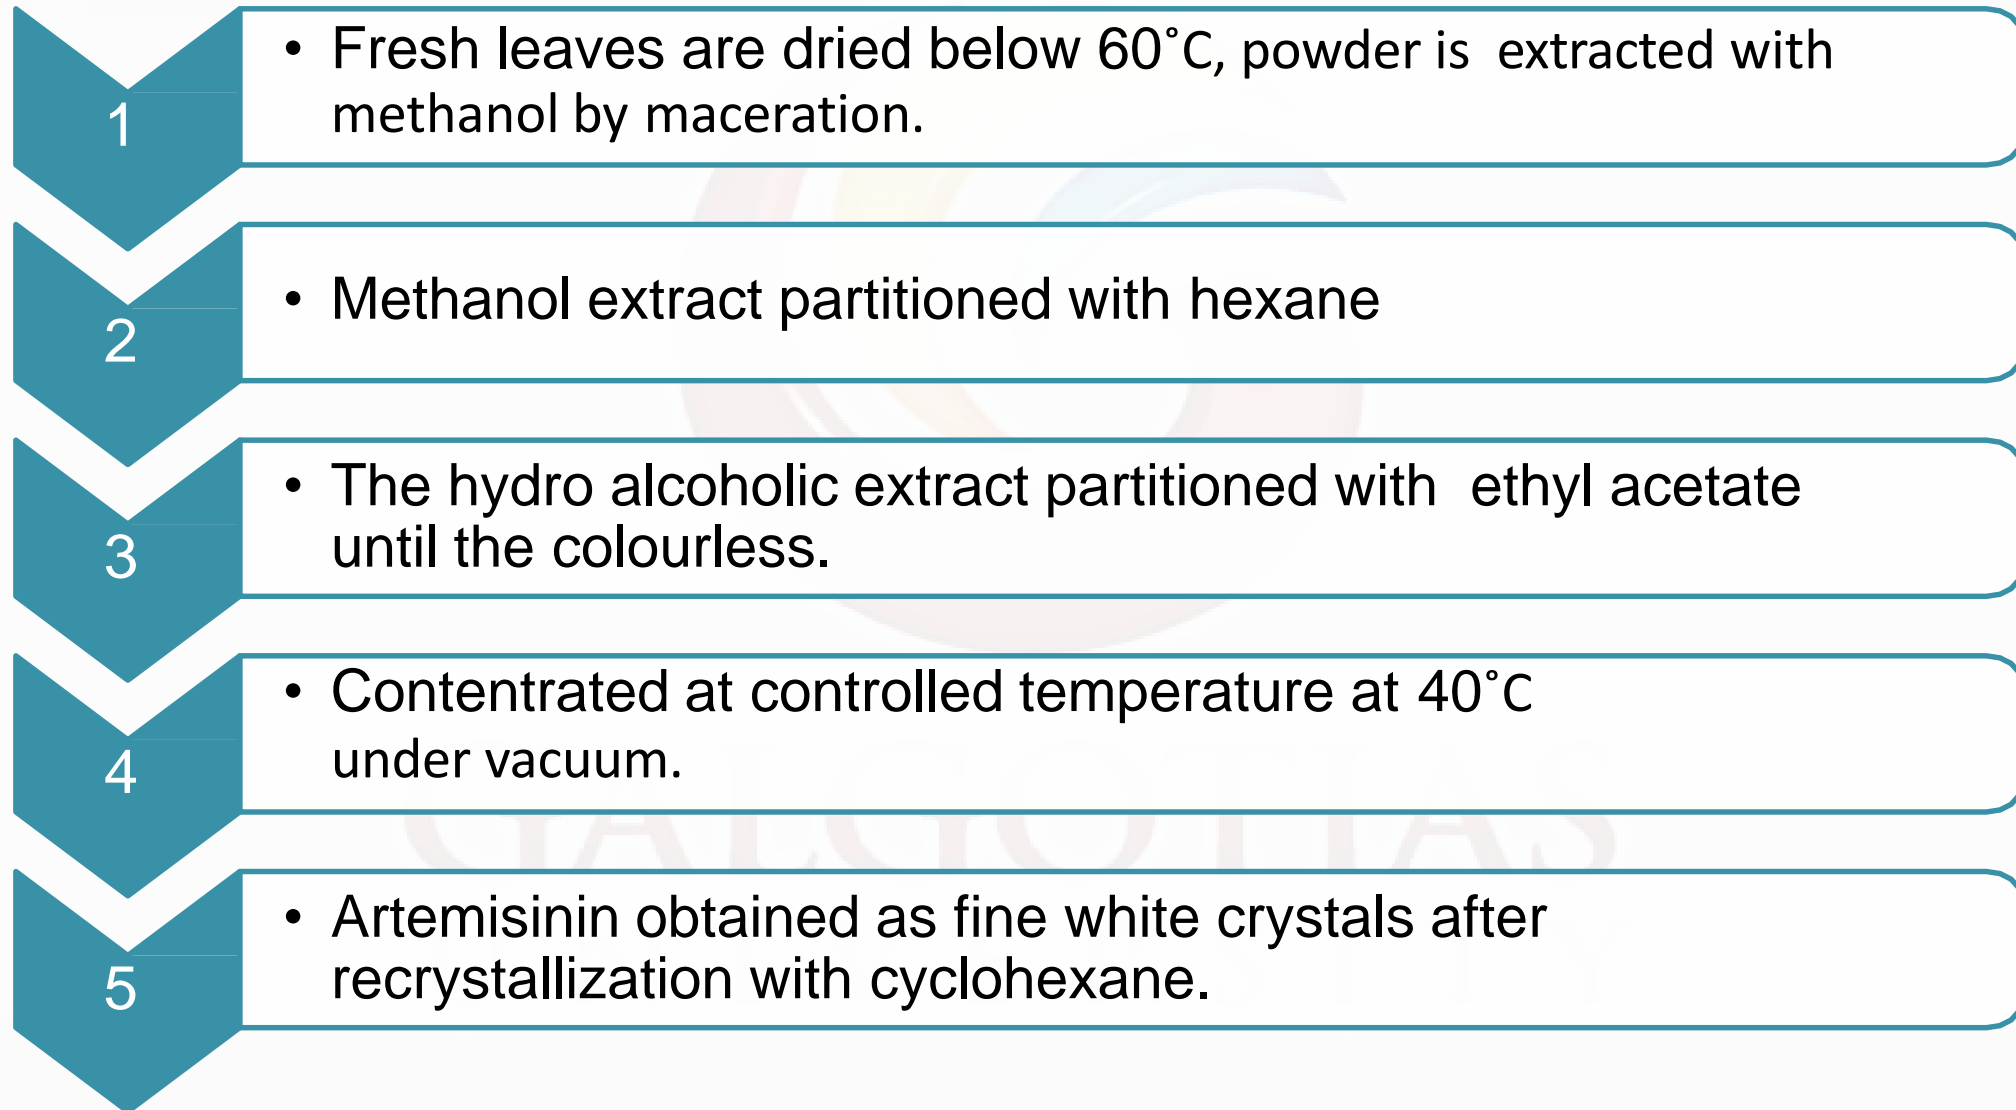 1
• Fresh leaves are dried below 60˚C, powder is extracted with
methanol by maceration.
2
• Methanol extract partitioned with hexane
3
• The hydro alcoholic extract partitioned with ethyl acetate
until the colourless.
4
• Contentrated at controlled temperature at 40˚C
under vacuum.
GALGOTIAS
5
• Artemisinin obtained as fine white crystals after
recrystallization with cyclohexane.